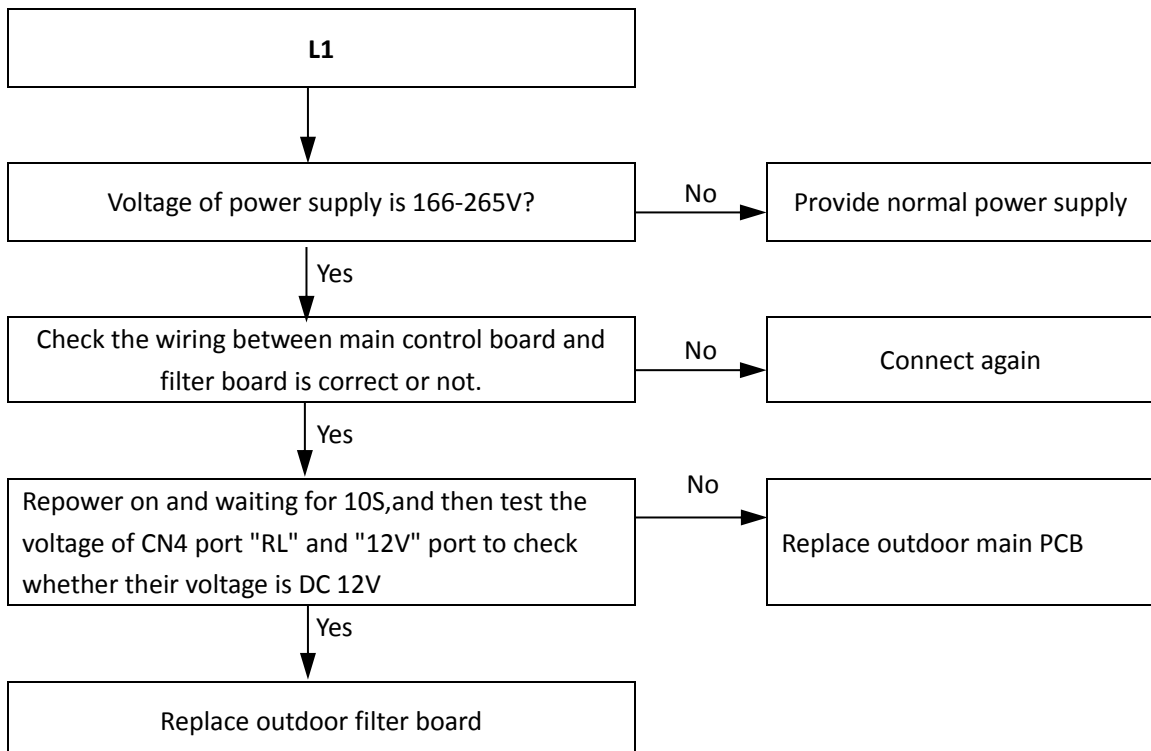 L1
Voltage of power supply is 166-265V?
No
Provide normal power supply
Yes
Check the wiring between main control board and
filter board is correct or not.
No
Connect again
Yes
Repower on and waiting for 10S,and then test the
voltage of CN4 port "RL" and "12V" port to check
whether their voltage is DC 12V
No
Replace outdoor main PCB
Yes
Replace outdoor filter board